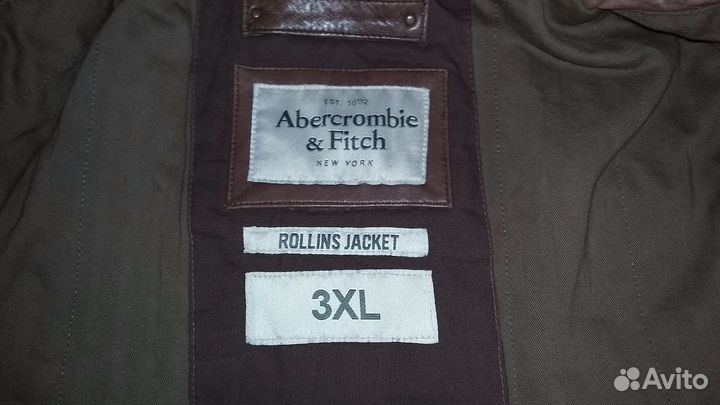 EST. 1892
Abercrombie
& Fitch
NEW YORK
ROLLINS JACKET
3XL
Avito